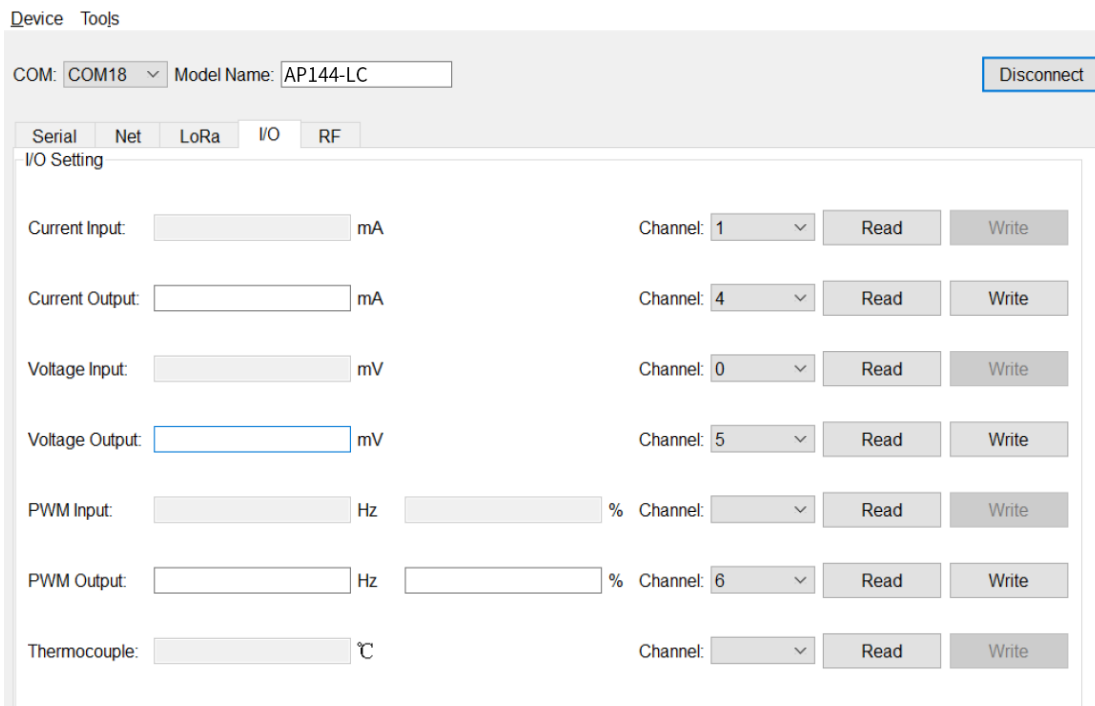 Device Tools
COM: COM18 Model Name: AP144-LC Disconnect
Serial Net LoRa I/O RF
I/O Setting
Current Input: mA Channel: 1 Read Write
Current Output: mA Channel: 4 Read Write
Voltage Input: mV Channel: 0 Read Write
Voltage Output: mV Channel: 5 Read Write
PWM Input: Hz % Channel: Read Write
PWM Output: Hz % Channel: 6 Read Write
Thermocouple: ℃ Channel: Read Write